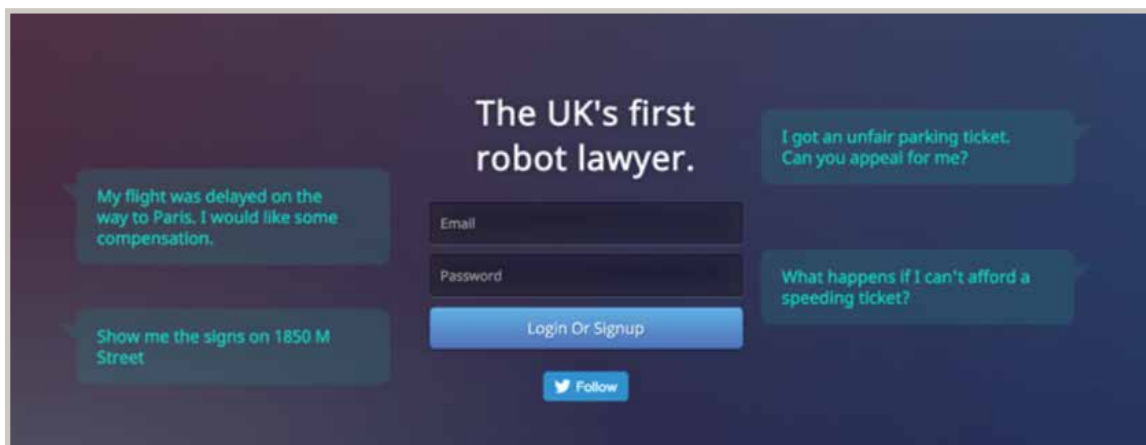 The UK's first
robot lawyer.
My flight was delayed on the
way to Paris. I would like some
compensation.
Show me the signs on 1850 M
Street
Email
Password
Login Or Signup
Follow
I got an unfair parking ticket.
Can you appeal for me?
What happens if I can't afford a
speeding ticket?